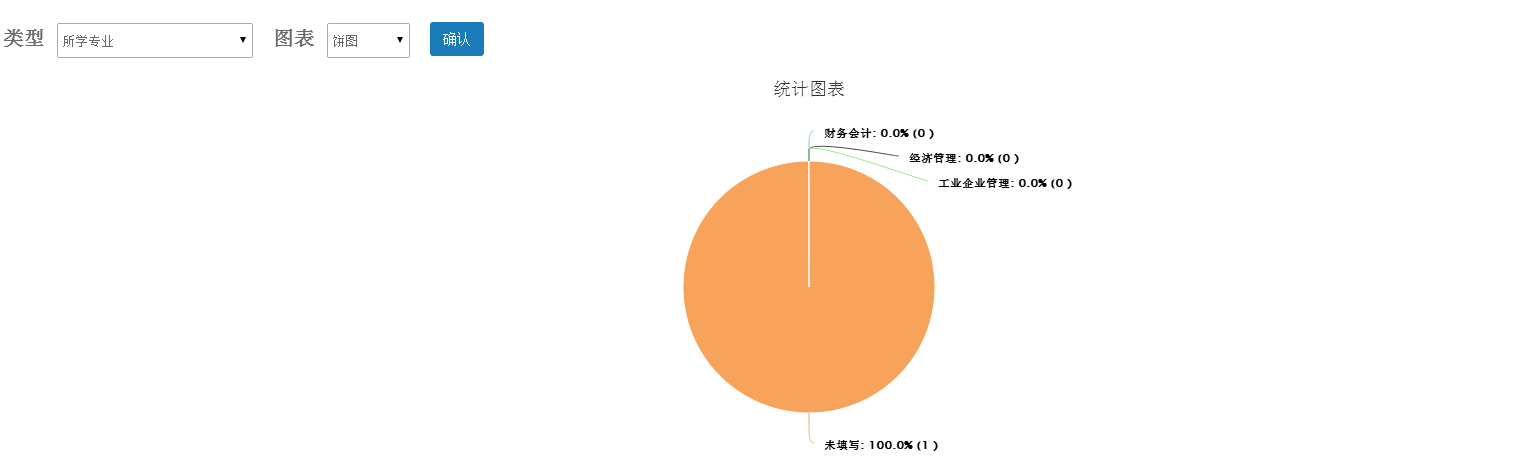 类型 所学专业 图表 饼图 确认
统计图表
财务会计: 0.0% (0 )
经济管理: 0.0% (0 )
工业企业管理: 0.0% (0 )
未填写: 100.0% (1 )